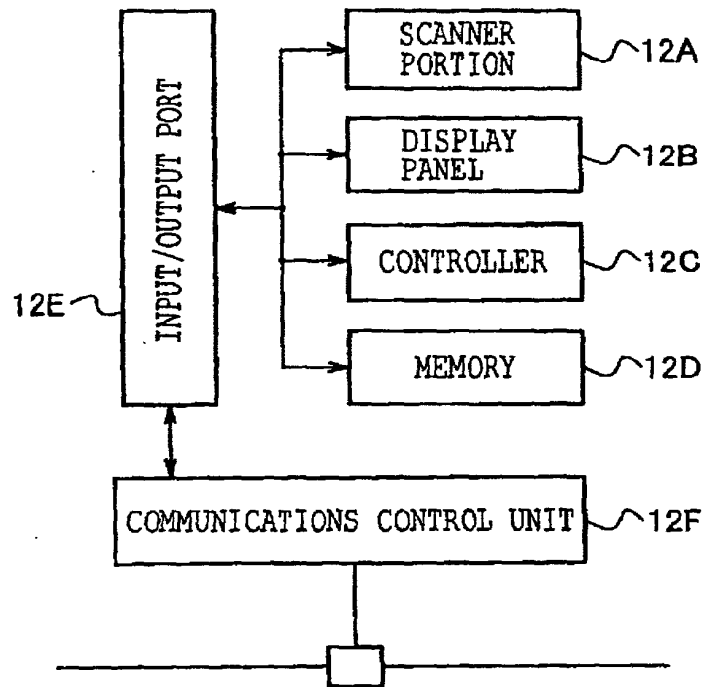 SCANNER
PORTION
12A
DISPLAY
PANEL
12B
INPUT/OUTPUT PORT
CONTROLLER
12C
12E
MEMORY
12D
COMMUNICATIONS CONTROL UNIT
12F